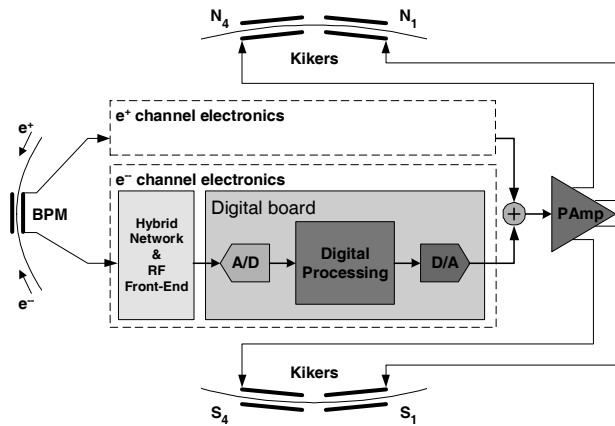 N4 N1
Kikers
e+ channel electronics
e+
BPM
e−
e− channel electronics
Hybrid
Network
&
RF
Front-End
Digital board
A/D
Digital
Processing
D/A
+
PAmp
Kikers
S4 S1